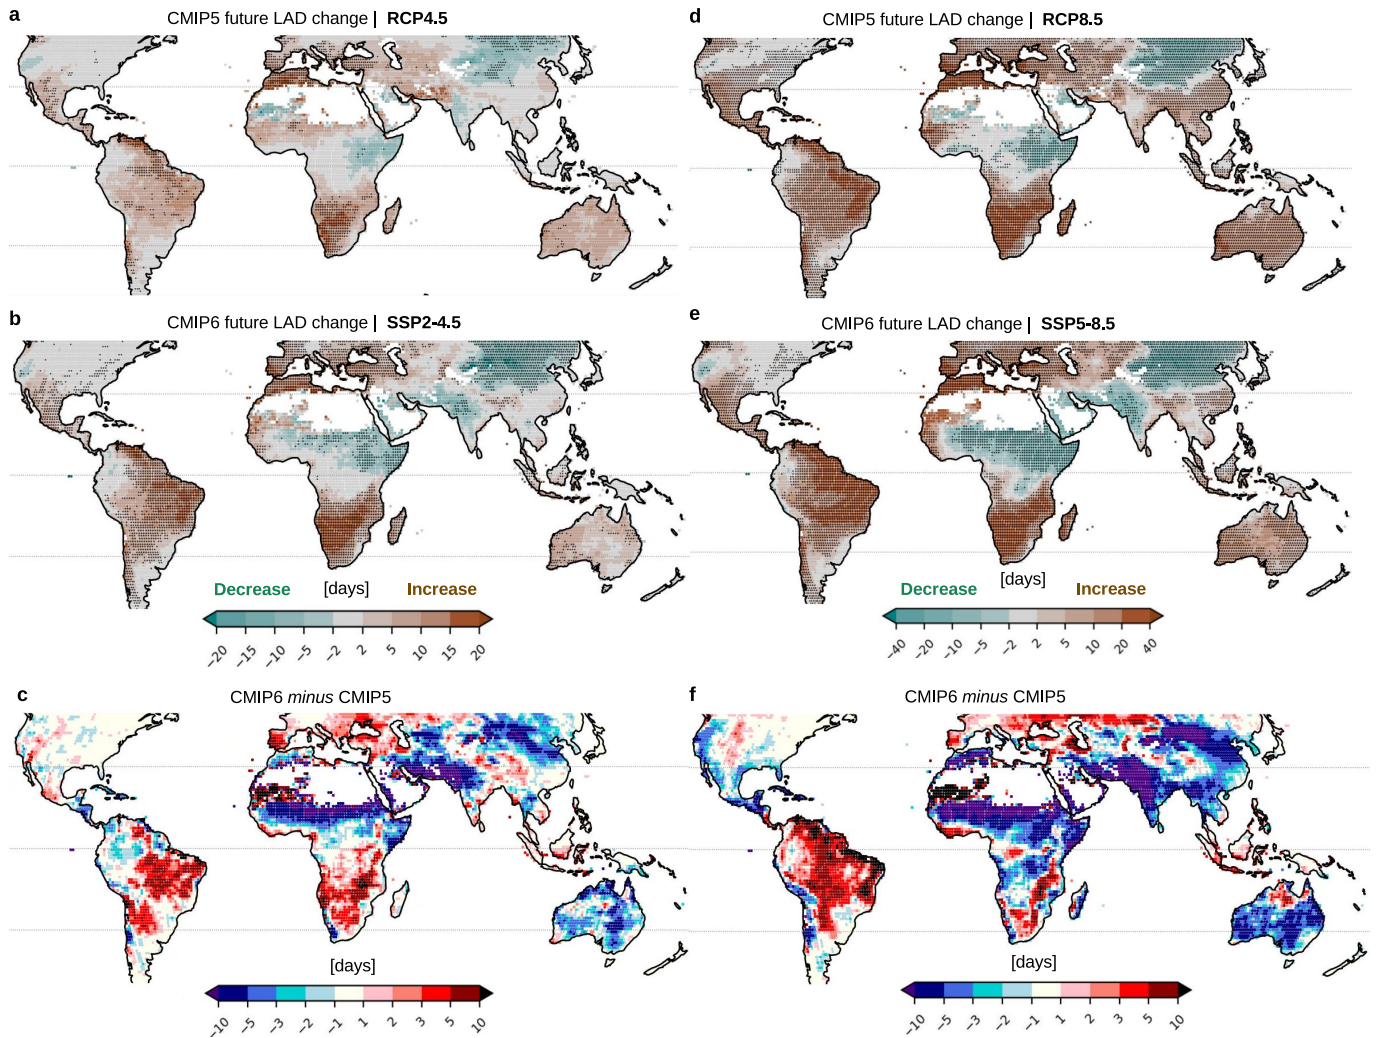 a
CMIP5 future LAD change | RCP4.5
d
CMIP5 future LAD change | RCP8.5
b
CMIP6 future LAD change | SSP2-4.5
e
CMIP6 future LAD change | SSP5-8.5
Decrease [days] Increase
−20 −15 −10 −5 −2 2 5 10 15 20
Decrease [days] Increase
−40 −20 −10 −5 −2 2 5 10 20 40
c
CMIP6 minus CMIP5
f
CMIP6 minus CMIP5
[days]
−10 −5 −3 −2 −1 1 2 3 5 10
[days]
−10 −5 −3 −2 −1 1 2 3 5 10